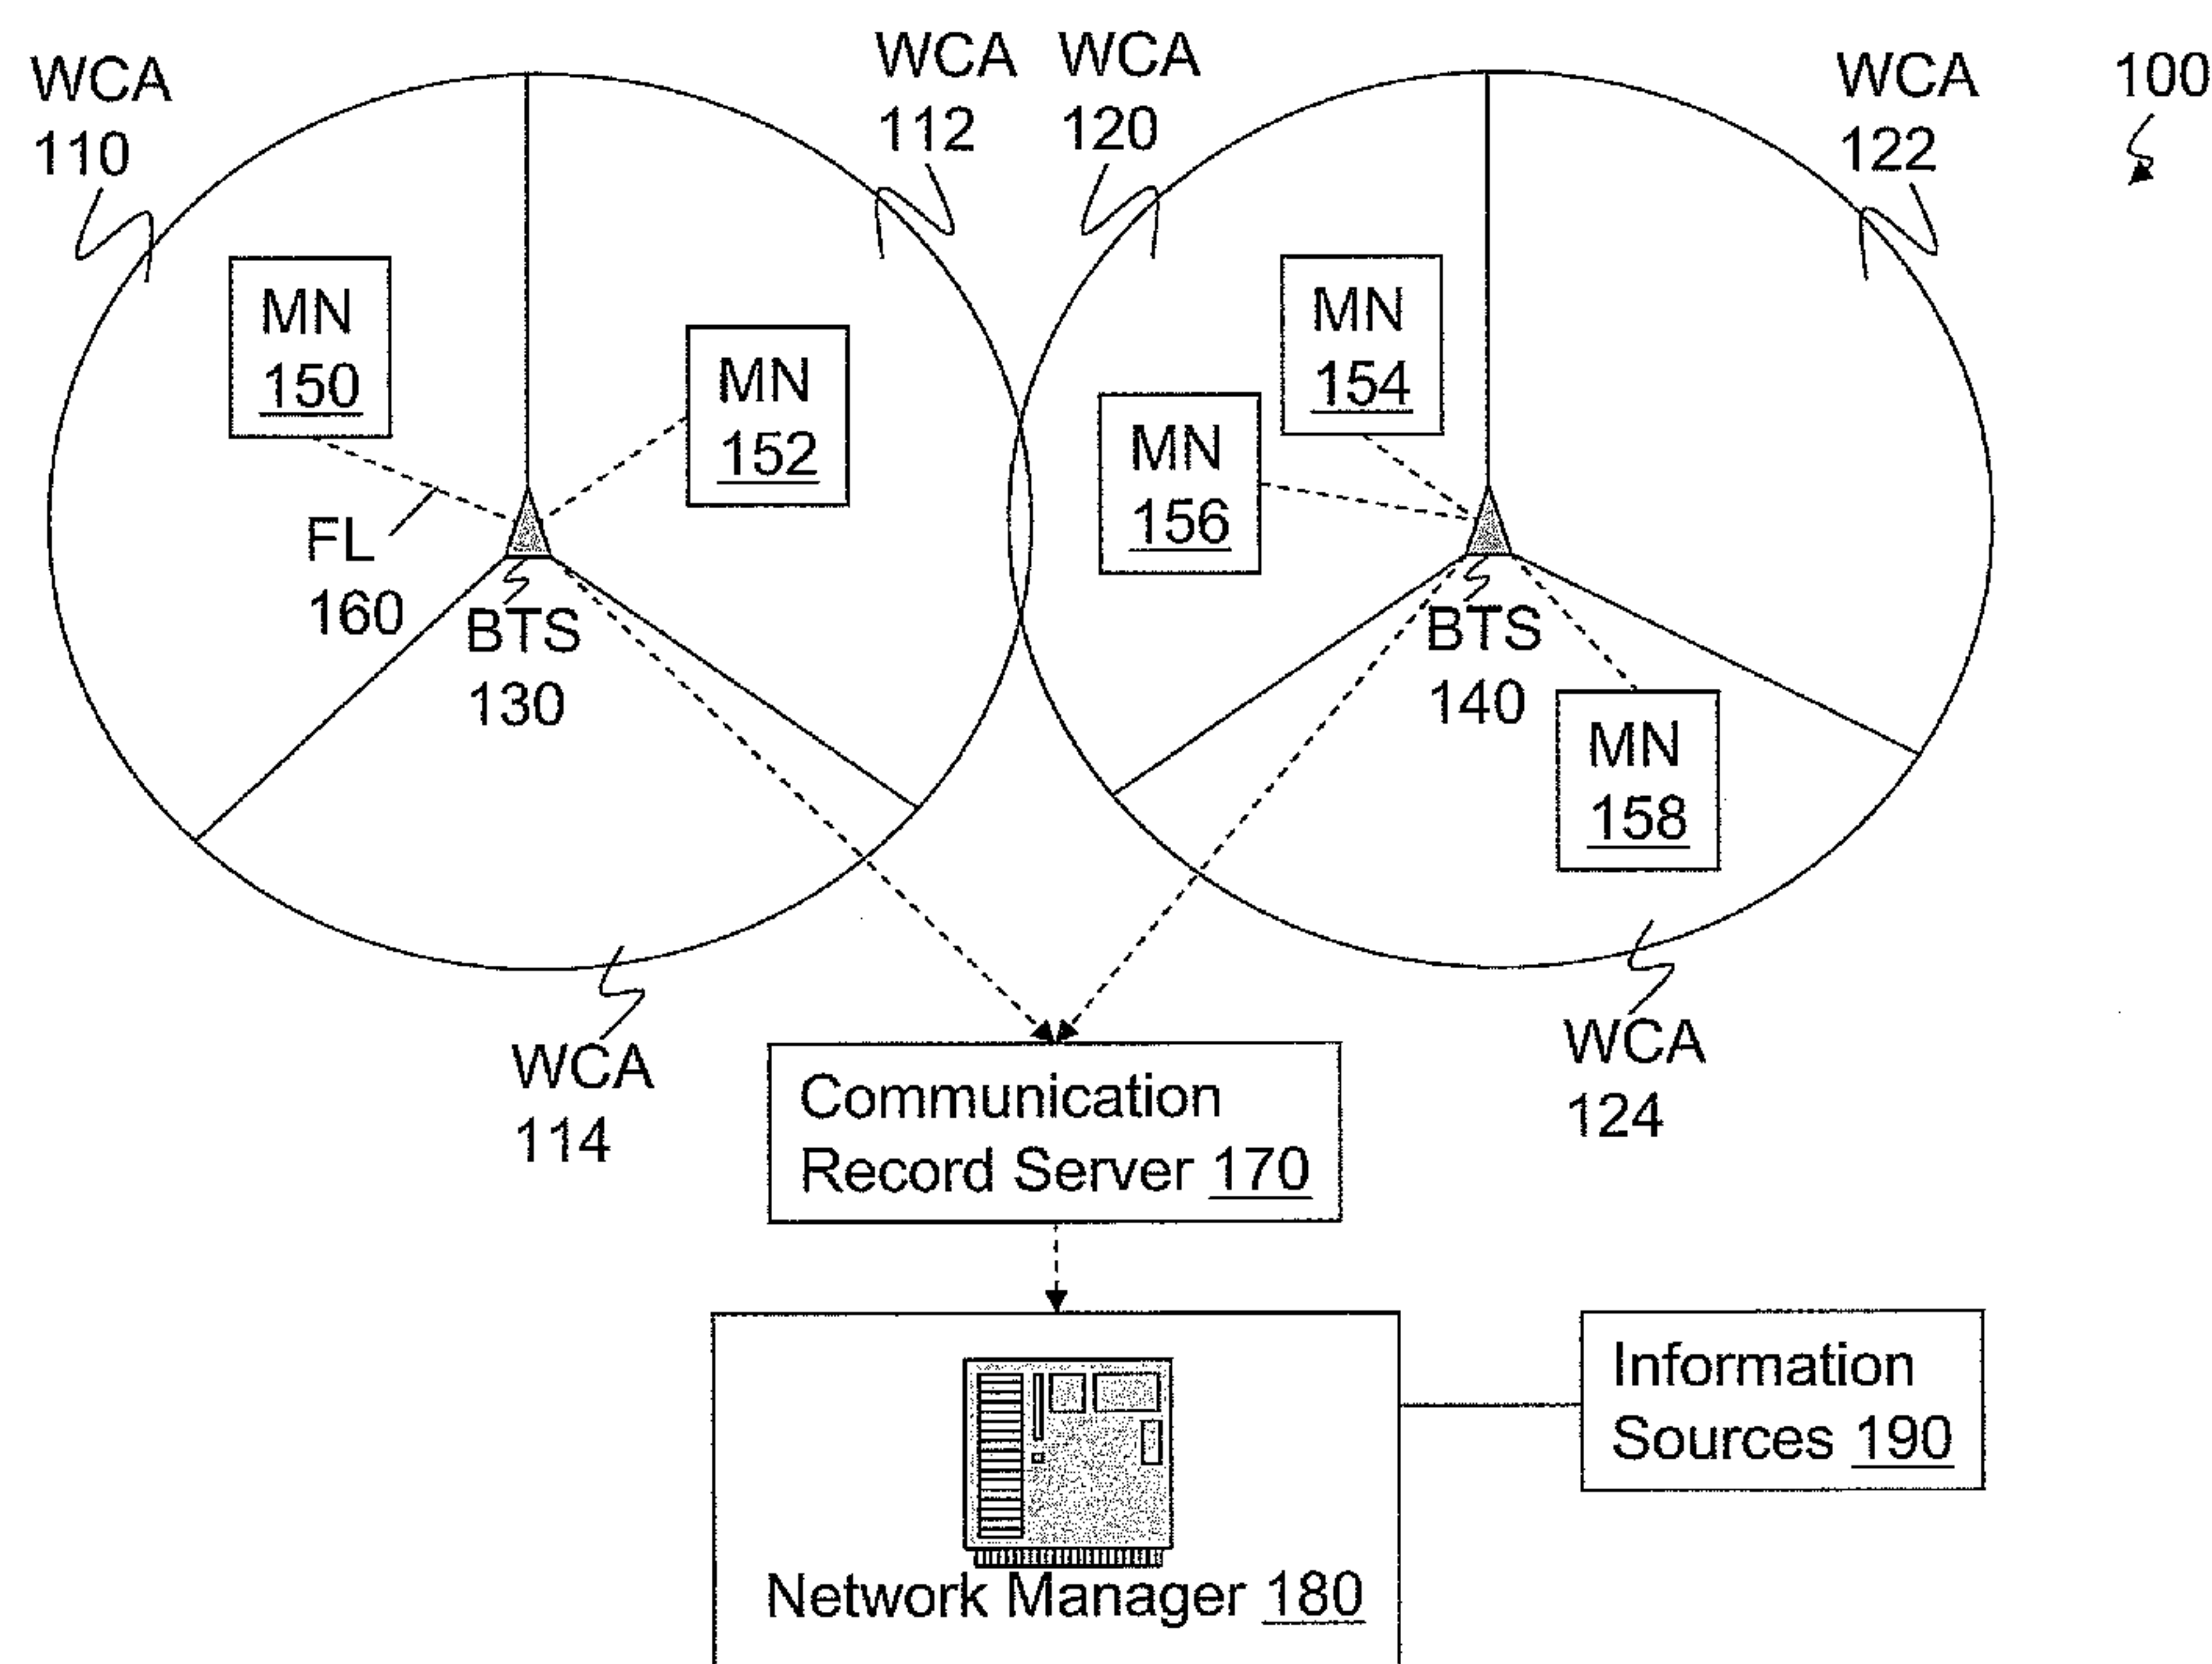 WCA
110
WCA
112
WCA
120
WCA
122
100
MN
150
MN
152
MN
154
MN
156
FL
160
BTS
130
BTS
140
MN
158
WCA
114
WCA
124
Communication
Record Server 170
Information
Sources 190
Network Manager 180